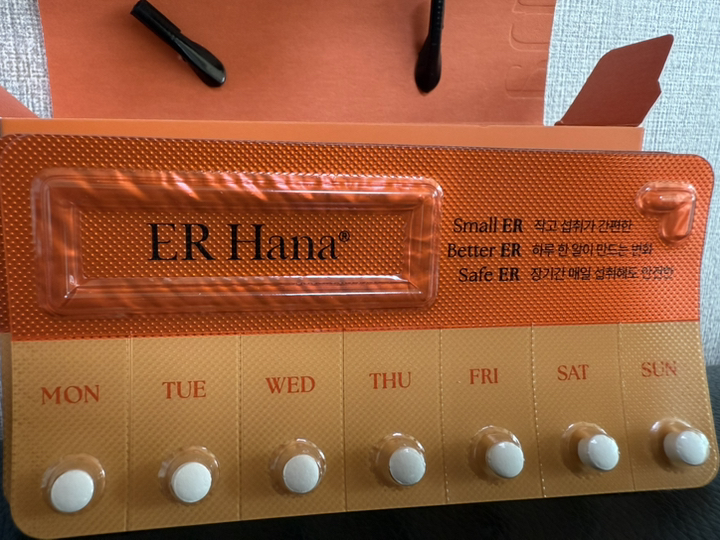 ER Hana®
Small ER 작고 섭취가 간편한
Better ER 하루 한 알이 만드는 변화
Safe ER 장기간 매일 섭취해도 안전한
MON TUE WED THU FRI SAT SUN